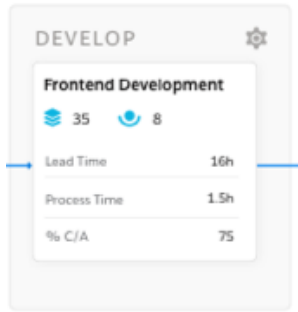 DEVELOP
Frontend Development
35 8
Lead Time 16h
Process Time 1.5h
% C/A 75